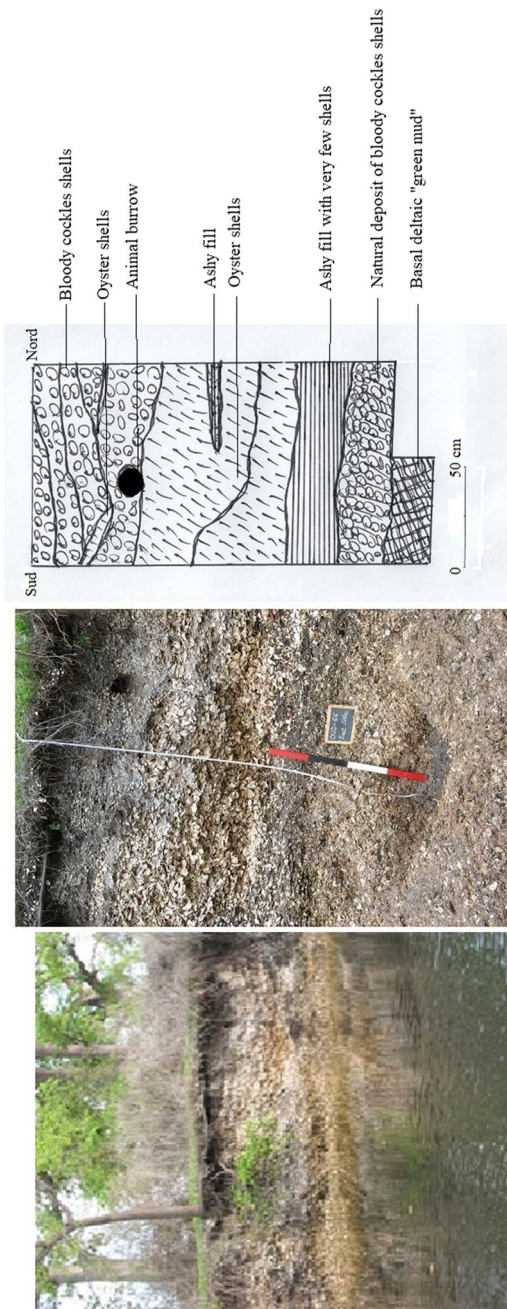 Sud
Nord
Bloody cockles shells
Oyster shells
Animal burrow
Ashy fill
Oyster shells
Ashy fill with very few shells
Natural deposit of bloody cockles shells
Basal deltaic "green mud"
0
50 cm